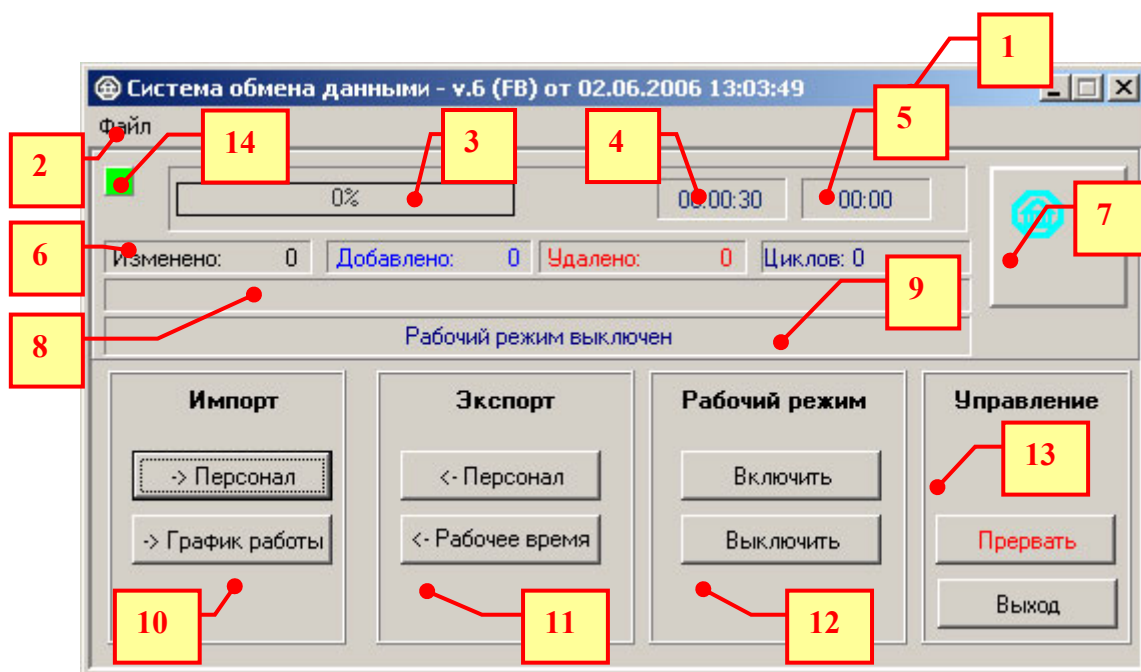 1
Система обмена данными - v.6 (FB) от 02.06.2006 13:03:49
Файл
2
14
3
4
5
0%
00:00:30
00:00
7
6
Изменено: 0 Добавлено: 0 Удалено: 0 Циклов: 0
8
9
Рабочий режим выключен
Импорт
Экспорт
Рабочий режим
Управление
13
-> Персонал
<- Персонал
Включить
-> График работы
<- Рабочее время
Выключить
Прервать
Выход
10
11
12